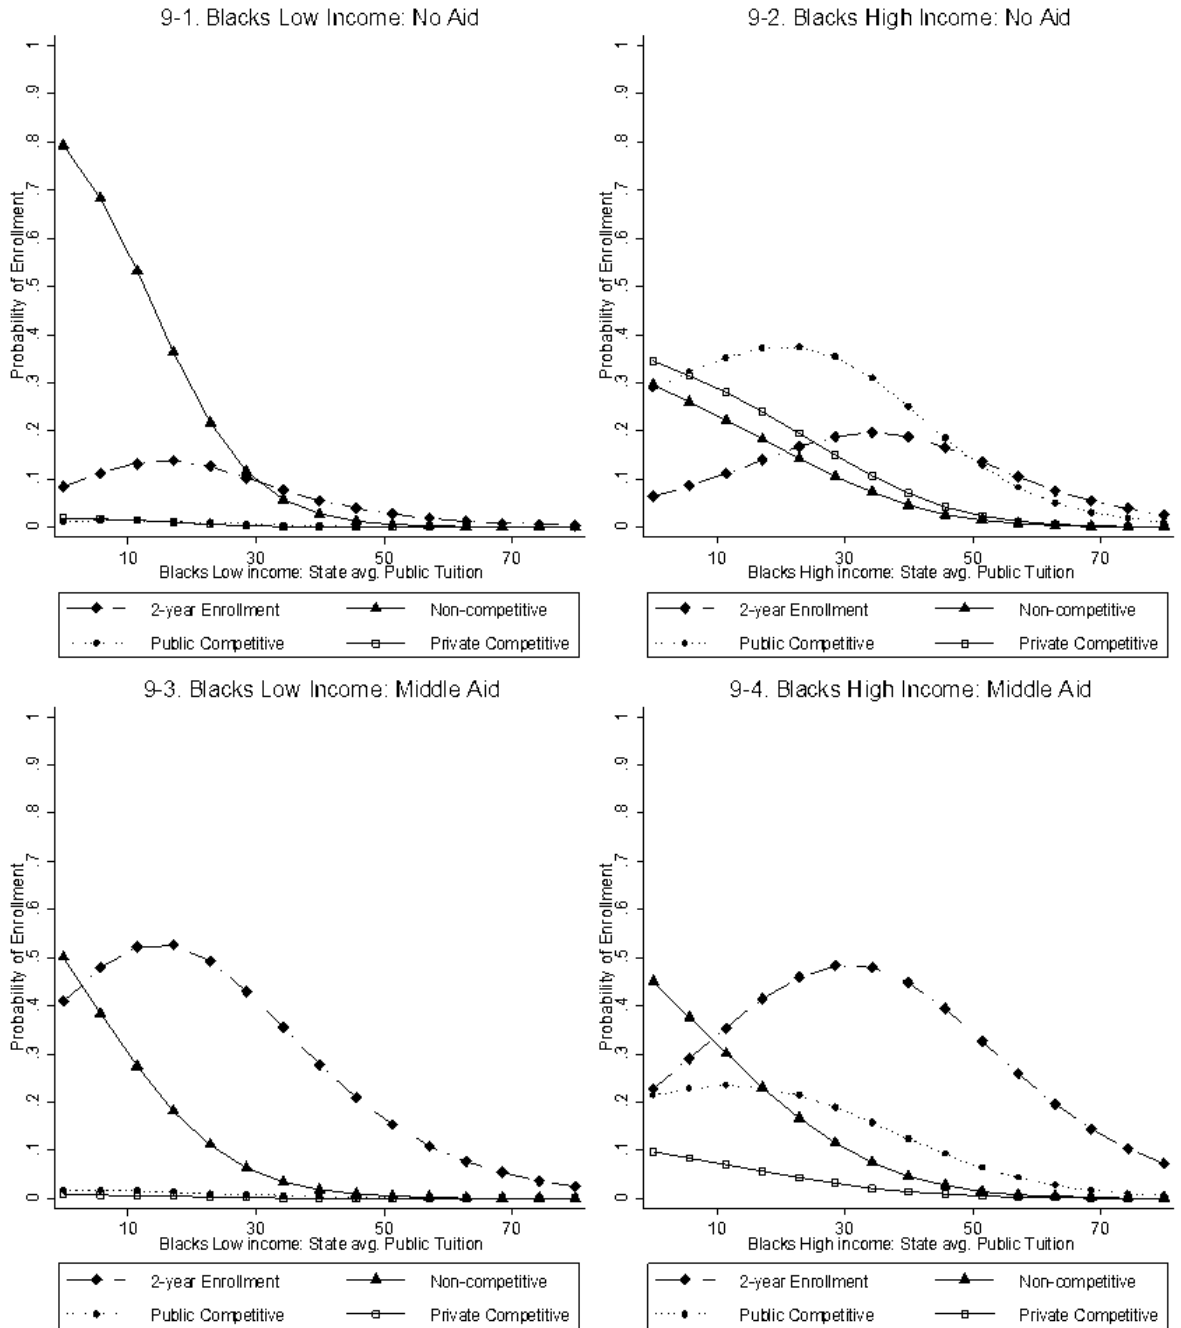 9-1. Blacks Low Income: No Aid
Probability of Enrollment
1
.9
.8
.7
.6
.5
.4
.3
.2
.1
0
10 30 50 70
Blacks Low income: State avg. Public Tuition
2-year Enrollment Non-competitive
Public Competitive Private Competitive
9-2. Blacks High Income: No Aid
Probability of Enrollment
1
.9
.8
.7
.6
.5
.4
.3
.2
.1
0
10 30 50 70
Blacks High income: State avg. Public Tuition
2-year Enrollment Non-competitive
Public Competitive Private Competitive
9-3. Blacks Low Income: Middle Aid
Probability of Enrollment
1
.9
.8
.7
.6
.5
.4
.3
.2
.1
0
10 30 50 70
Blacks Low income: State avg. Public Tuition
2-year Enrollment Non-competitive
Public Competitive Private Competitive
9-4. Blacks High Income: Middle Aid
Probability of Enrollment
1
.9
.8
.7
.6
.5
.4
.3
.2
.1
0
10 30 50 70
Blacks High income: State avg. Public Tuition
2-year Enrollment Non-competitive
Public Competitive Private Competitive